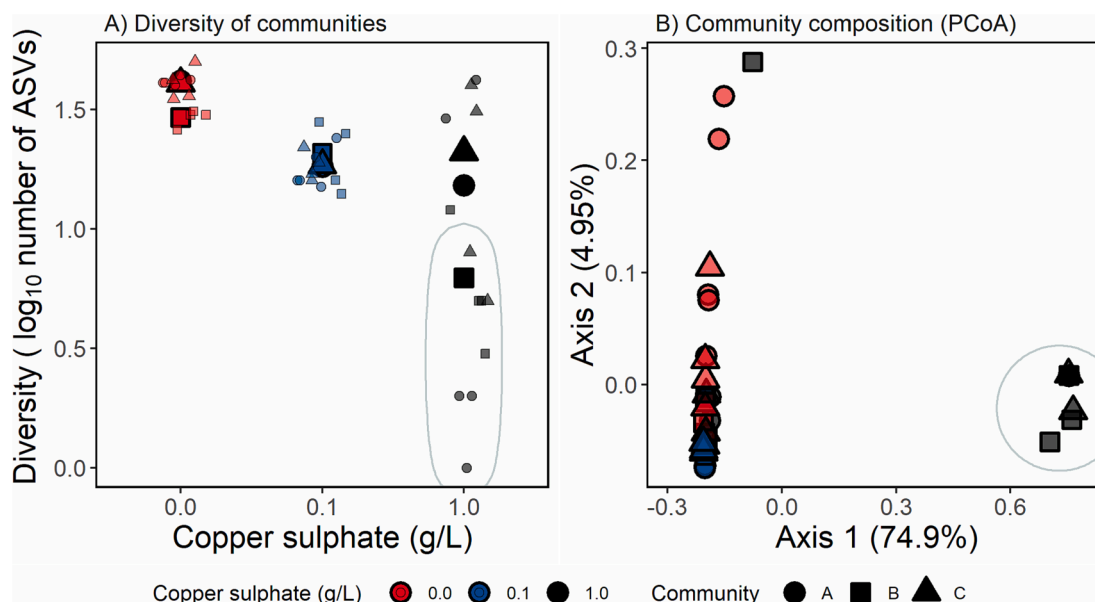 A) Diversity of communities
Diversity ( log10 number of ASVs)
1.5
1.0
0.5
0.0
0.0 0.1 1.0
Copper sulphate (g/L)
B) Community composition (PCoA)
Axis 2 (4.95%)
0.3
0.2
0.1
0.0
-0.3 0.0 0.3 0.6
Axis 1 (74.9%)
Copper sulphate (g/L) 0.0 0.1 1.0 Community A B C